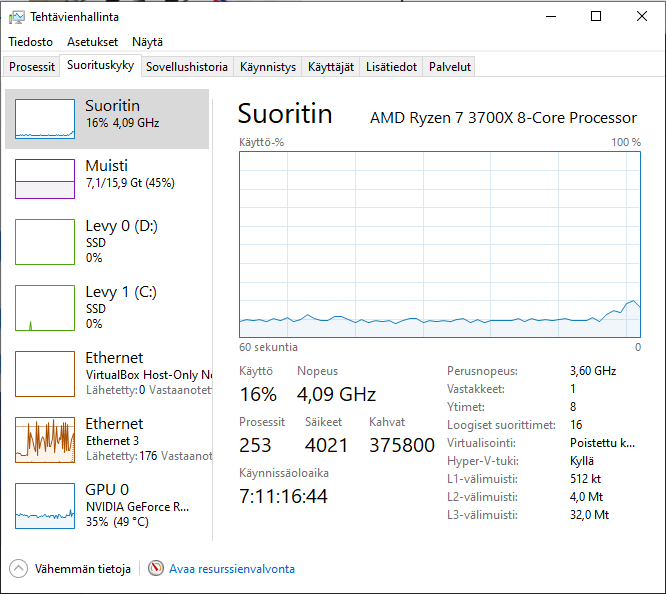 Tehtävienhallinta
Tiedosto Asetukset Näytä
Prosessit Suorituskyky Sovellushistoria Käynnistys Käyttäjät Lisätiedot Palvelut
Suoritin
16% 4,09 GHz
Muisti
7,1/15,9 Gt (45%)
Levy 0 (D:)
SSD
0%
Levy 1 (C:)
SSD
0%
Ethernet
VirtualBox Host-Only Ne
Lähetetty: 0 Vastaanotet
Ethernet
Ethernet 3
Lähetetty: 176 Vastaanot
GPU 0
NVIDIA GeForce R...
35% (49 °C)
Suoritin AMD Ryzen 7 3700X 8-Core Processor
Käyttö-% 100 %
60 sekuntia 0
Käyttö Nopeus
16% 4,09 GHz
Prosessit Säikeet Kahvat
253 4021 375800
Käynnissäoloaika
7:11:16:44
Perusnopeus: 3,60 GHz
Vastakkeet: 1
Ytimet: 8
Loogiset suorittimet: 16
Virtualisointi: Poistettu k...
Hyper-V-tuki: Kyllä
L1-välimuisti: 512 kt
L2-välimuisti: 4,0 Mt
L3-välimuisti: 32,0 Mt
Vähemmän tietoja Avaa resurssienvalvonta